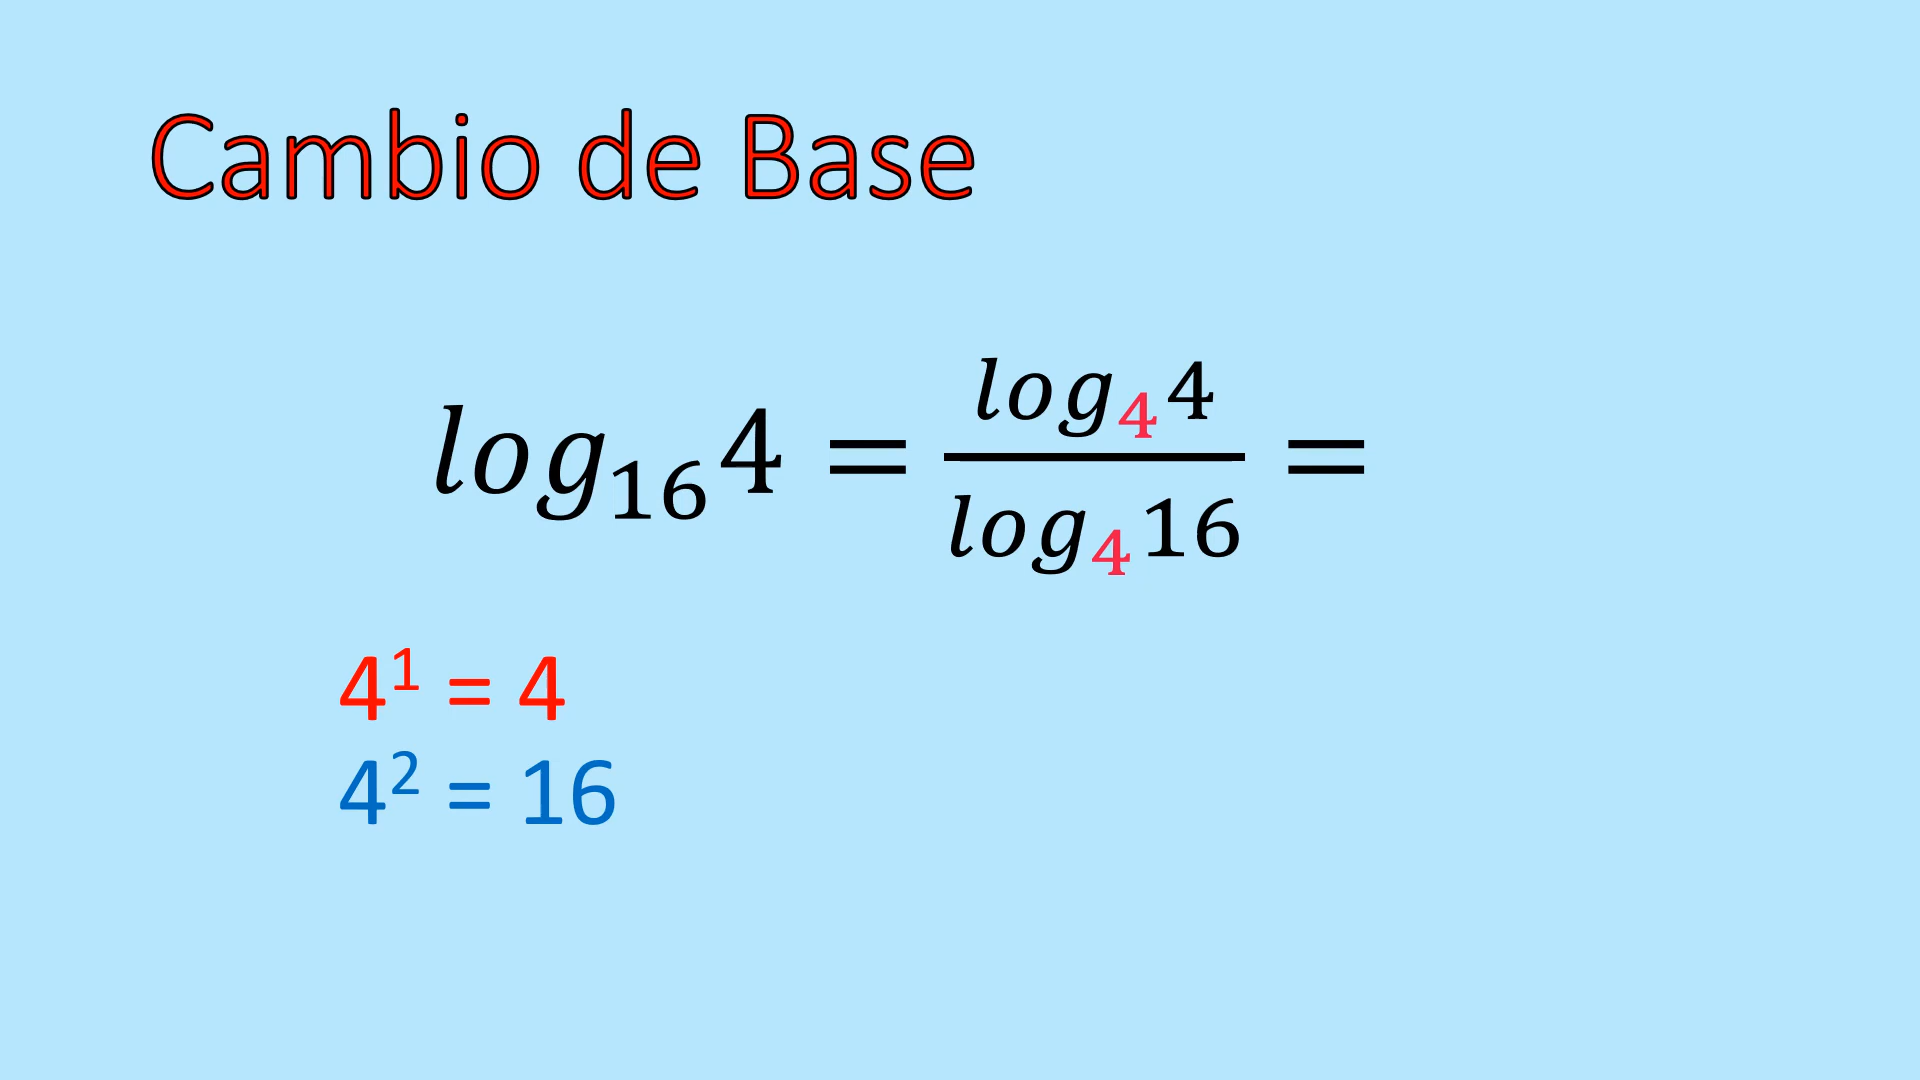 Cambio de Base
log₁₆4 = log₄4 / log₄16 =
4¹ = 4
4² = 16